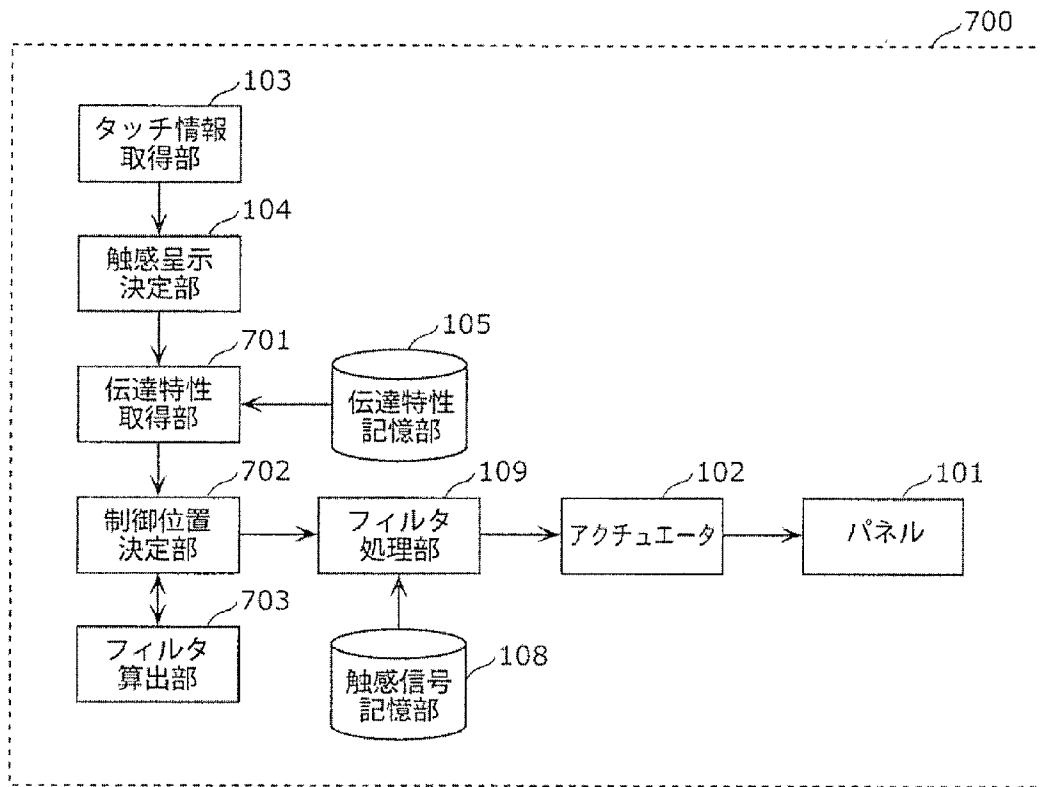 700
103
タッチ情報
取得部
104
触感呈示
決定部
701
伝達特性
取得部
105
伝達特性
記憶部
702
制御位置
決定部
109
フィルタ
処理部
102
アクチュエータ
101
パネル
703
フィルタ
算出部
108
触感信号
記憶部